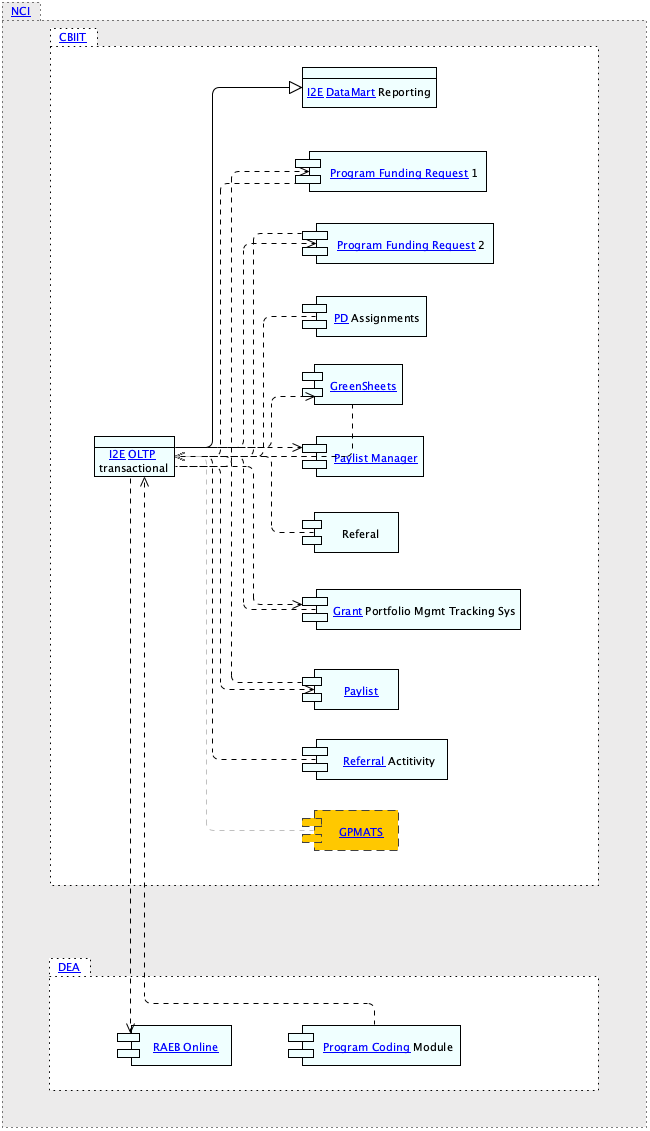 NCI
CBIIT
I2E DataMart Reporting
Program Funding Request 1
Program Funding Request 2
PD Assignments
GreenSheets
I2E OLTP
transactional
Paylist Manager
Referal
Grant Portfolio Mgmt Tracking Sys
Paylist
Referral Actitivity
GPMATS
DEA
RAEB Online
Program Coding Module